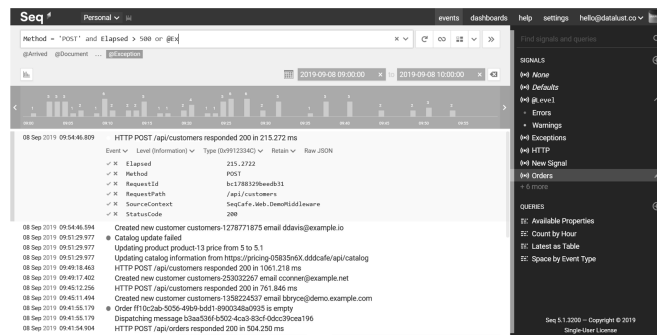 Seq
Personal
events
dashboards
help
settings
hello@datalust.co
Method = 'POST' and Elapsed > 500 or @Ex
@Arrived @Document ... @Exception
2019-09-08 09:00:00
to
2019-09-08 10:00:00
08 Sep 2019 09:54:46.809 HTTP POST /api/customers responded 200 in 215.272 ms
Event Level (Information) Type (0x9912334C) Retain Raw JSON
Elapsed 215.2722
Method POST
RequestId bc1788329beedb31
RequestPath /api/customers
SourceContext SeqCafe.Web.DemoMiddleware
StatusCode 200
08 Sep 2019 09:54:46.594 Created new customer customers-1278771875 email ddavis@example.io
08 Sep 2019 09:51:29.977 Catalog update failed
08 Sep 2019 09:51:29.977 Updating product product-13 price from 5 to 5.1
08 Sep 2019 09:51:29.977 Updating catalog information from https://pricing-05835n6X.dddcafe/api/catalog
08 Sep 2019 09:49:18.463 HTTP POST /api/customers responded 200 in 1061.218 ms
08 Sep 2019 09:49:17.402 Created new customer customers-253032267 email cconner@example.net
08 Sep 2019 09:45:12.256 HTTP POST /api/customers responded 200 in 761.846 ms
08 Sep 2019 09:45:11.494 Created new customer customers-1358224537 email bbryce@demo.example.com
08 Sep 2019 09:41:55.179 Order ff10c2ab-5056-49b9-bdd1-8900348a0935 is empty
08 Sep 2019 09:41:55.179 Dispatching message b3aa536f-b502-4ca3-83cf-0dcc39cea196
08 Sep 2019 09:41:54.904 HTTP POST /api/orders responded 200 in 504.250 ms
Find signals and queries
SIGNALS
None
Defaults
@Level
Errors
Warnings
Exceptions
HTTP
New Signal
Orders
+ 6 more
QUERIES
Available Properties
Count by Hour
Latest as Table
Space by Event Type
Seq 5.1.3200 – Copyright © 2019
Single-User License